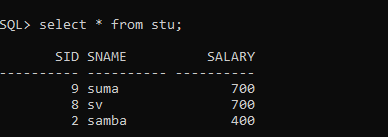 SQL> select * from stu;
SID SNAME SALARY
---------- ---------- ----------
9 suma 700
8 sv 700
2 samba 400